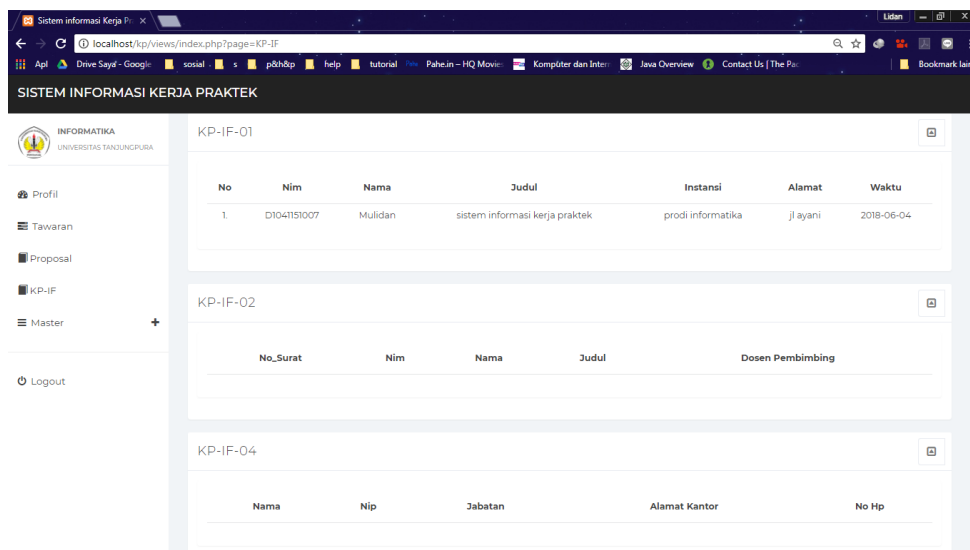 Sistem informasi Kerja Pr
Lidan
localhost/kp/views/index.php?page=KP-IF
Apl Drive Saya - Google sosial s p&h&p help tutorial Pahe.in – HQ Movie Komputer dan Intern Java Overview Contact Us | The Pac Bookmark lain
SISTEM INFORMASI KERJA PRAKTEK
INFORMATIKA
UNIVERSITAS TANJUNGPURA
Profil
Tawaran
Proposal
KP-IF
Master
Logout
KP-IF-01
No Nim Nama Judul Instansi Alamat Waktu
1. D1041151007 Mulidan sistem informasi kerja praktek prodi informatika jl ayani 2018-06-04
KP-IF-02
No_Surat Nim Nama Judul Dosen Pembimbing
KP-IF-04
Nama Nip Jabatan Alamat Kantor No Hp